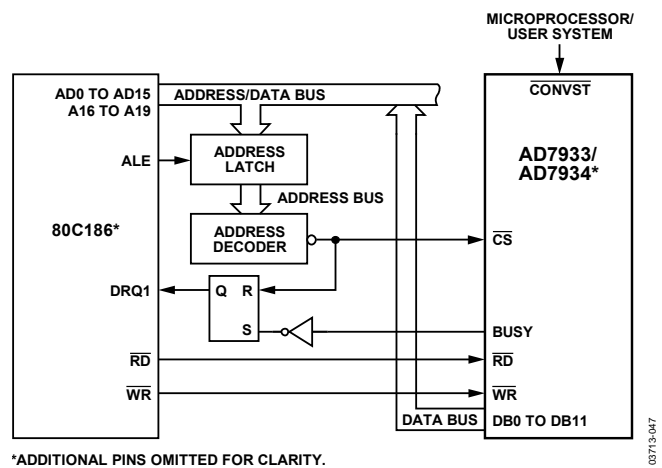 MICROPROCESSOR/
USER SYSTEM
AD0 TO AD15
A16 TO A19
ADDRESS/DATA BUS
CONVST
ALE
ADDRESS
LATCH
AD7933/
AD7934*
ADDRESS BUS
80C186*
ADDRESS
DECODER
CS
DRQ1
Q R
S
BUSY
RD
RD
WR
WR
DATA BUS
DB0 TO DB11
*ADDITIONAL PINS OMITTED FOR CLARITY.
03713-047